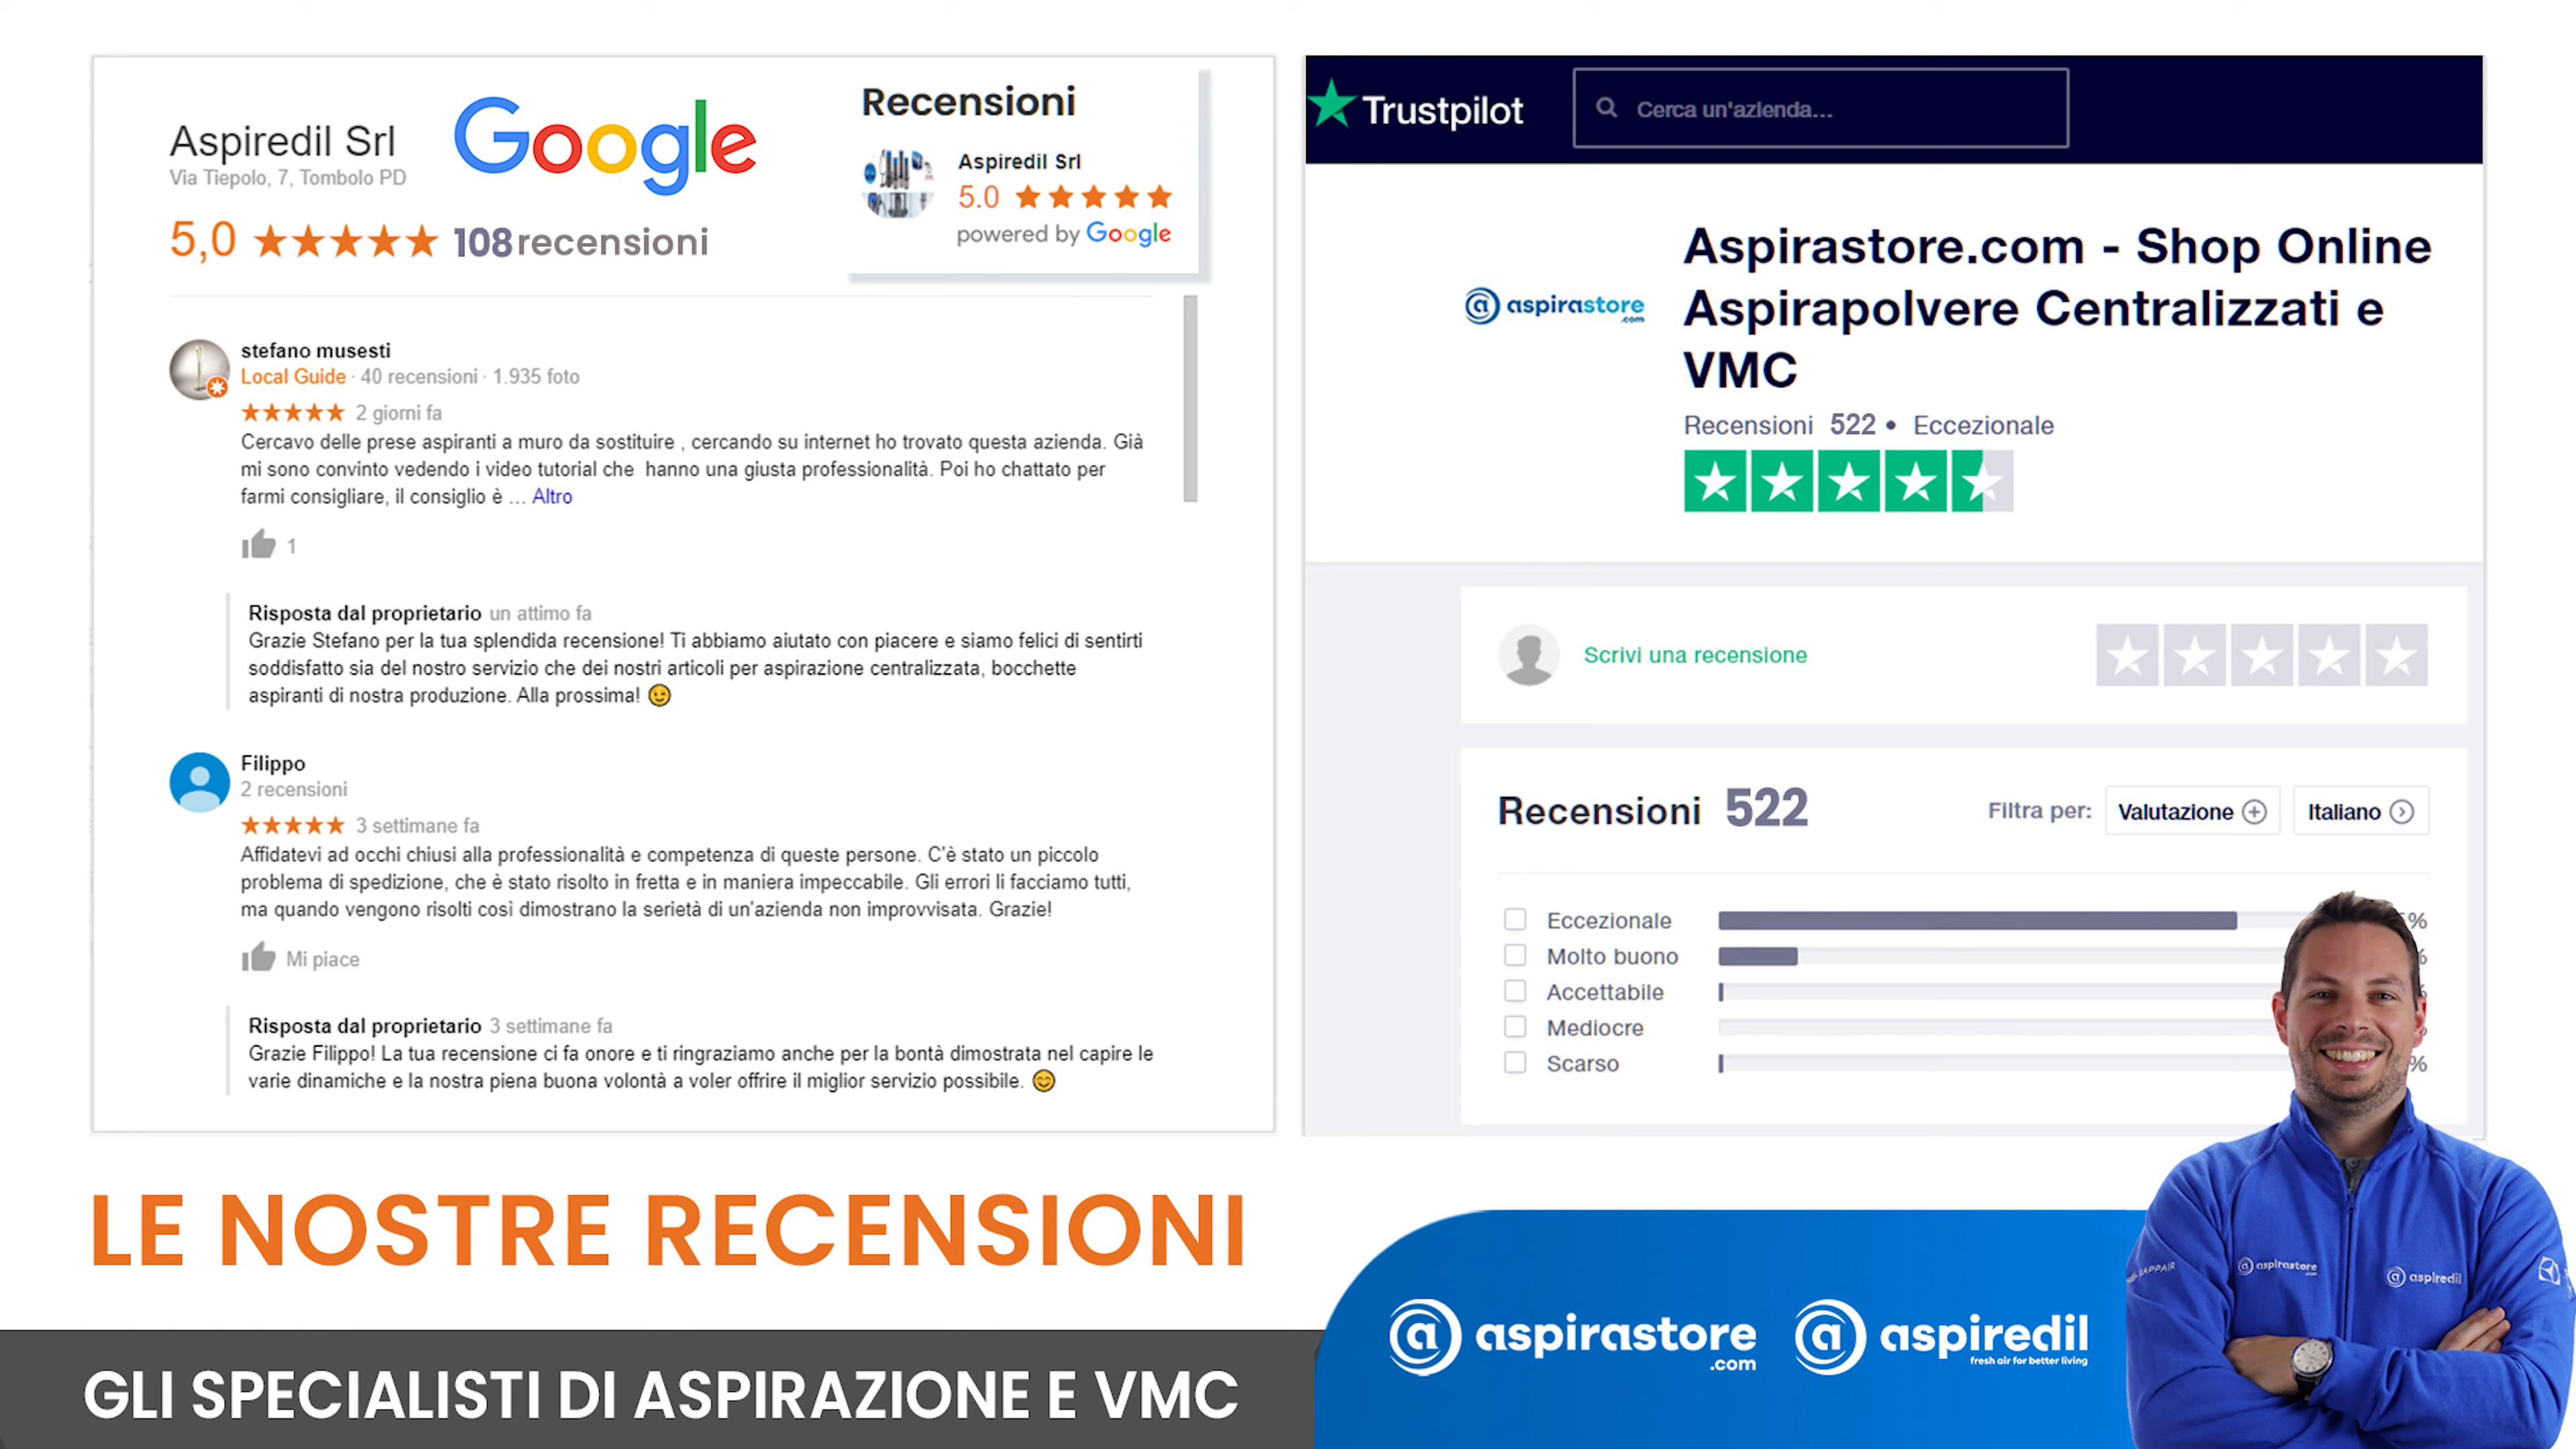 Aspiredil Srl
Via Tiepolo, 7, Tombolo PD
Google
5,0
108 recensioni
Recensioni
Aspiredil Srl
5.0
powered by Google
stefano musesti
Local Guide · 40 recensioni · 1.935 foto
2 giorni fa
Cercavo delle prese aspiranti a muro da sostituire , cercando su internet ho trovato questa azienda. Già
mi sono convinto vedendo i video tutorial che hanno una giusta professionalità. Poi ho chattato per
farmi consigliare, il consiglio è ... Altro
1
Risposta dal proprietario un attimo fa
Grazie Stefano per la tua splendida recensione! Ti abbiamo aiutato con piacere e siamo felici di sentirti
soddisfatto sia del nostro servizio che dei nostri articoli per aspirazione centralizzata, bocchette
aspiranti di nostra produzione. Alla prossima! 😉
Filippo
2 recensioni
3 settimane fa
Affidatevi ad occhi chiusi alla professionalità e competenza di queste persone. C'è stato un piccolo
problema di spedizione, che è stato risolto in fretta e in maniera impeccabile. Gli errori li facciamo tutti,
ma quando vengono risolti così dimostrano la serietà di un'azienda non improvvisata. Grazie!
Mi piace
Risposta dal proprietario 3 settimane fa
Grazie Filippo! La tua recensione ci fa onore e ti ringraziamo anche per la bontà dimostrata nel capire le
varie dinamiche e la nostra piena buona volontà a voler offrire il miglior servizio possibile. 😊
Trustpilot
Cerca un'azienda...
aspirastore
.com
Aspirastore.com - Shop Online
Aspirapolvere Centralizzati e
VMC
Recensioni 522 • Eccezionale
Scrivi una recensione
Recensioni 522
Filtra per: Valutazione Italiano
Eccezionale
Molto buono
Accettabile
Mediocre
Scarso
LE NOSTRE RECENSIONI
GLI SPECIALISTI DI ASPIRAZIONE E VMC
aspirastore
.com
aspiredil
fresh air for better living
aspirastore
aspiredil